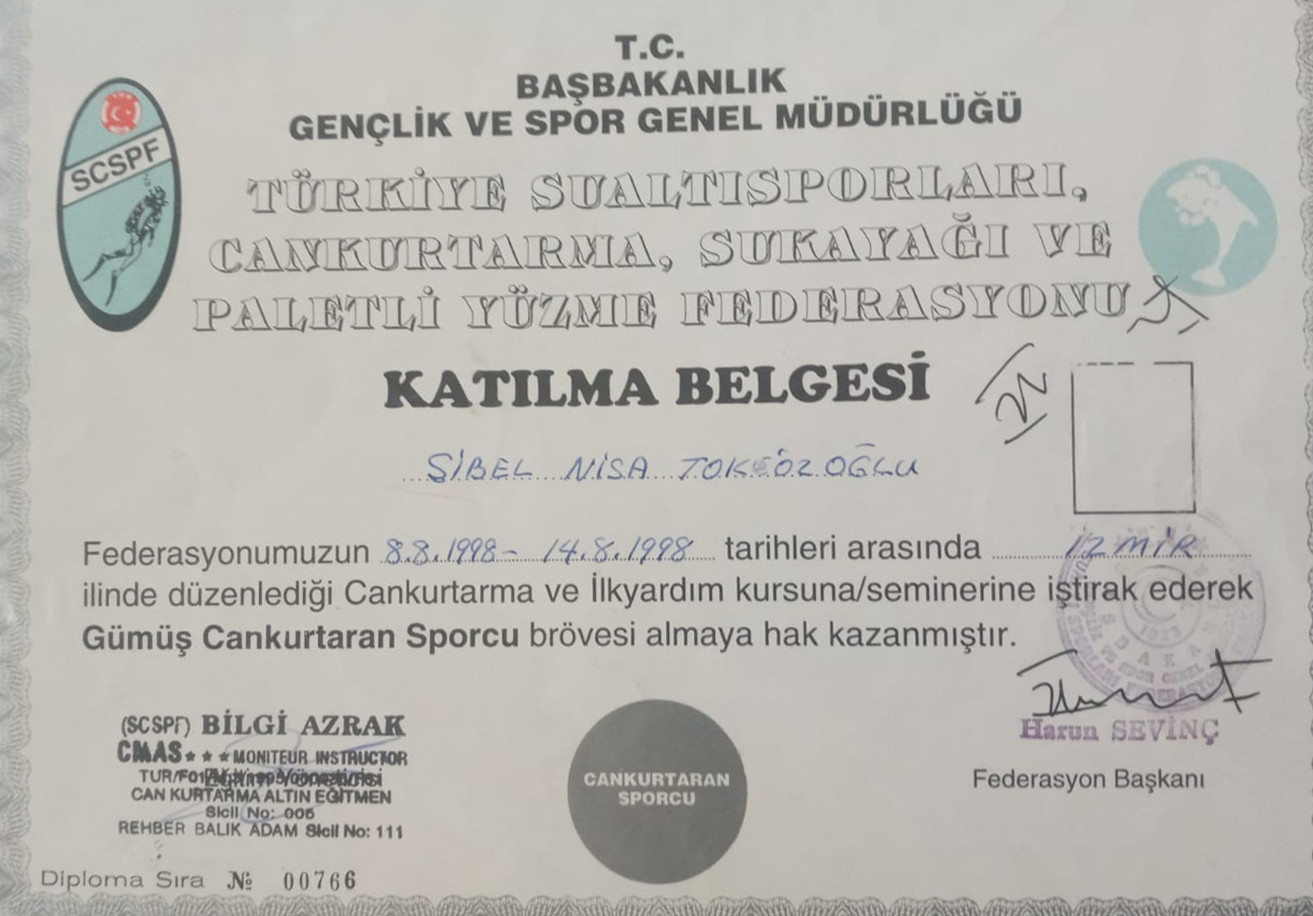 T.C.
BAŞBAKANLIK
GENÇLİK VE SPOR GENEL MÜDÜRLÜĞÜ
SCSPF
TÜRKİYE SUALTISPORLARI,
CANKURTARMA, SUKAYAĞI VE
PALETLİ YÜZME FEDERASYONU
KATILMA BELGESİ
SİBEL NİSA TOKSÖZOĞLU
Federasyonumuzun 8.8.1998- 14.8.1998 tarihleri arasında İZMİR
ilinde düzenlediği Cankurtarma ve İlkyardım kursuna/seminerine iştirak ederek
Gümüş Cankurtaran Sporcu brövesi almaya hak kazanmıştır.
(SCSPF) BİLGİ AZRAK
CMAS★★★MONITEUR INSTRUCTOR
CAN KURTARMA ALTIN EĞİTMEN
Sicil No: 006
REHBER BALIK ADAM Sicil No: 111
CANKURTARAN
SPORCU
Harun SEVİNÇ
Federasyon Başkanı
Diploma Sıra № 00766